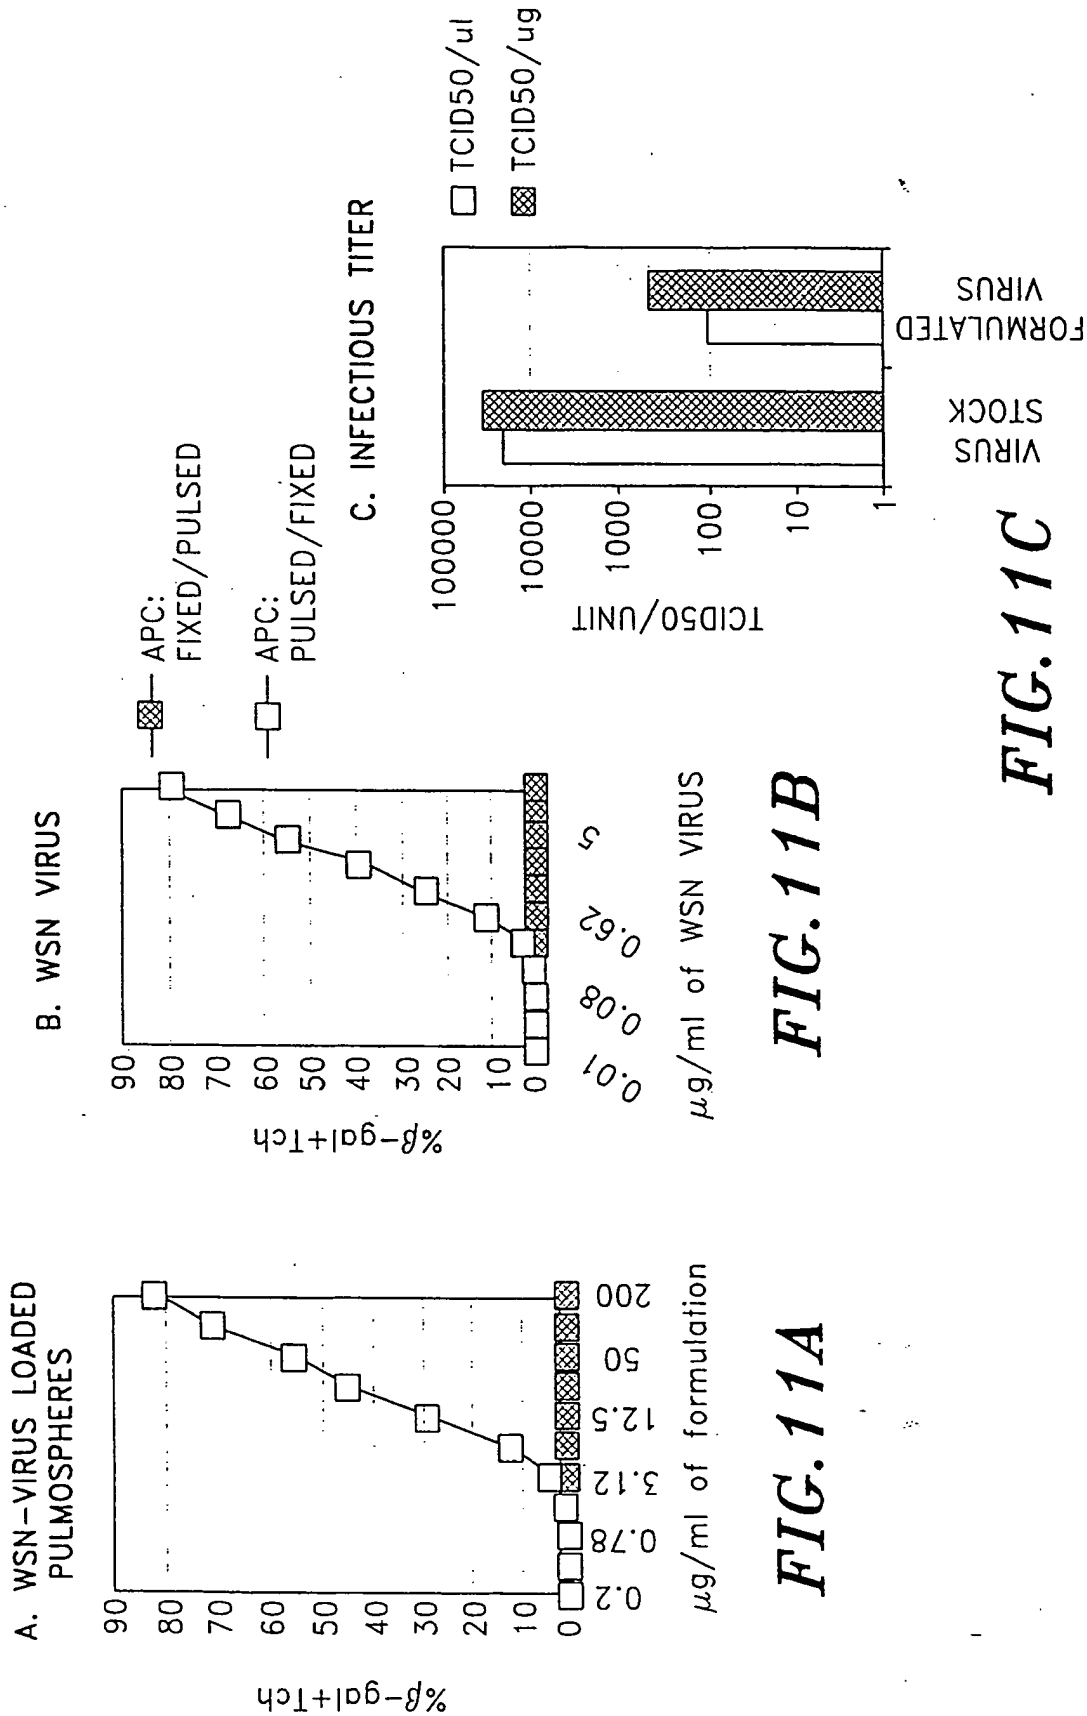 A. WSN-VIRUS LOADED
PULMOSPHERES
%β-gal+Tch
90
80
70
60
50
40
30
20
10
0
0.2
0.78
3.12
12.5
50
200
μg/ml of formulation
FIG.11A
B. WSN VIRUS
%β-gal+Tch
90
80
70
60
50
40
30
20
10
0
0.01
0.08
0.62
5
μg/ml of WSN VIRUS
APC:
FIXED/PULSED
APC:
PULSED/FIXED
FIG.11B
C. INFECTIOUS TITER
TCID50/UNIT
100000
10000
1000
100
10
1
VIRUS
STOCK
FORMULATED
VIRUS
TCID50/ul
TCID50/ug
FIG.11C